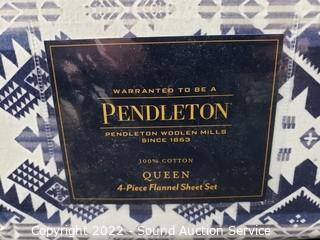 WARRANTED TO BE A
PENDLETON
PENDLETON WOOLEN MILLS
SINCE 1863
100% COTTON
QUEEN
4-Piece Flannel Sheet Set
Copyright 2022 - Sound Auction Service